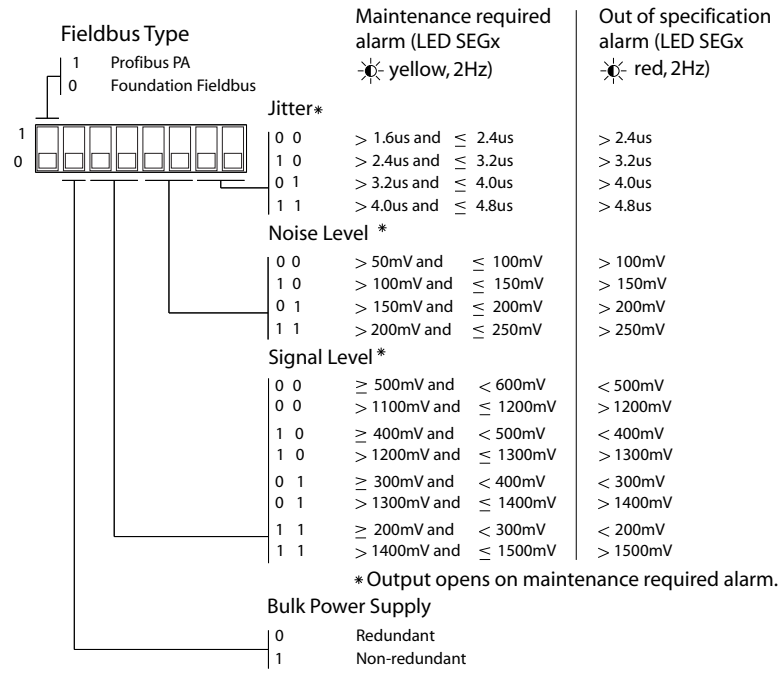 Fieldbus Type
1 Profibus PA
0 Foundation Fieldbus
Maintenance required
alarm (LED SEGx
yellow, 2Hz)
Out of specification
alarm (LED SEGx
red, 2Hz)
1
0
Jitter*
0 0 > 1.6us and ≤ 2.4us > 2.4us
1 0 > 2.4us and ≤ 3.2us > 3.2us
0 1 > 3.2us and ≤ 4.0us > 4.0us
1 1 > 4.0us and ≤ 4.8us > 4.8us
Noise Level *
0 0 > 50mV and ≤ 100mV > 100mV
1 0 > 100mV and ≤ 150mV > 150mV
0 1 > 150mV and ≤ 200mV > 200mV
1 1 > 200mV and ≤ 250mV > 250mV
Signal Level *
0 0 ≥ 500mV and < 600mV < 500mV
0 0 > 1100mV and ≤ 1200mV > 1200mV
1 0 ≥ 400mV and < 500mV < 400mV
1 0 > 1200mV and ≤ 1300mV > 1300mV
0 1 ≥ 300mV and < 400mV < 300mV
0 1 > 1300mV and ≤ 1400mV > 1400mV
1 1 ≥ 200mV and < 300mV < 200mV
1 1 > 1400mV and ≤ 1500mV > 1500mV
* Output opens on maintenance required alarm.
Bulk Power Supply
0 Redundant
1 Non-redundant